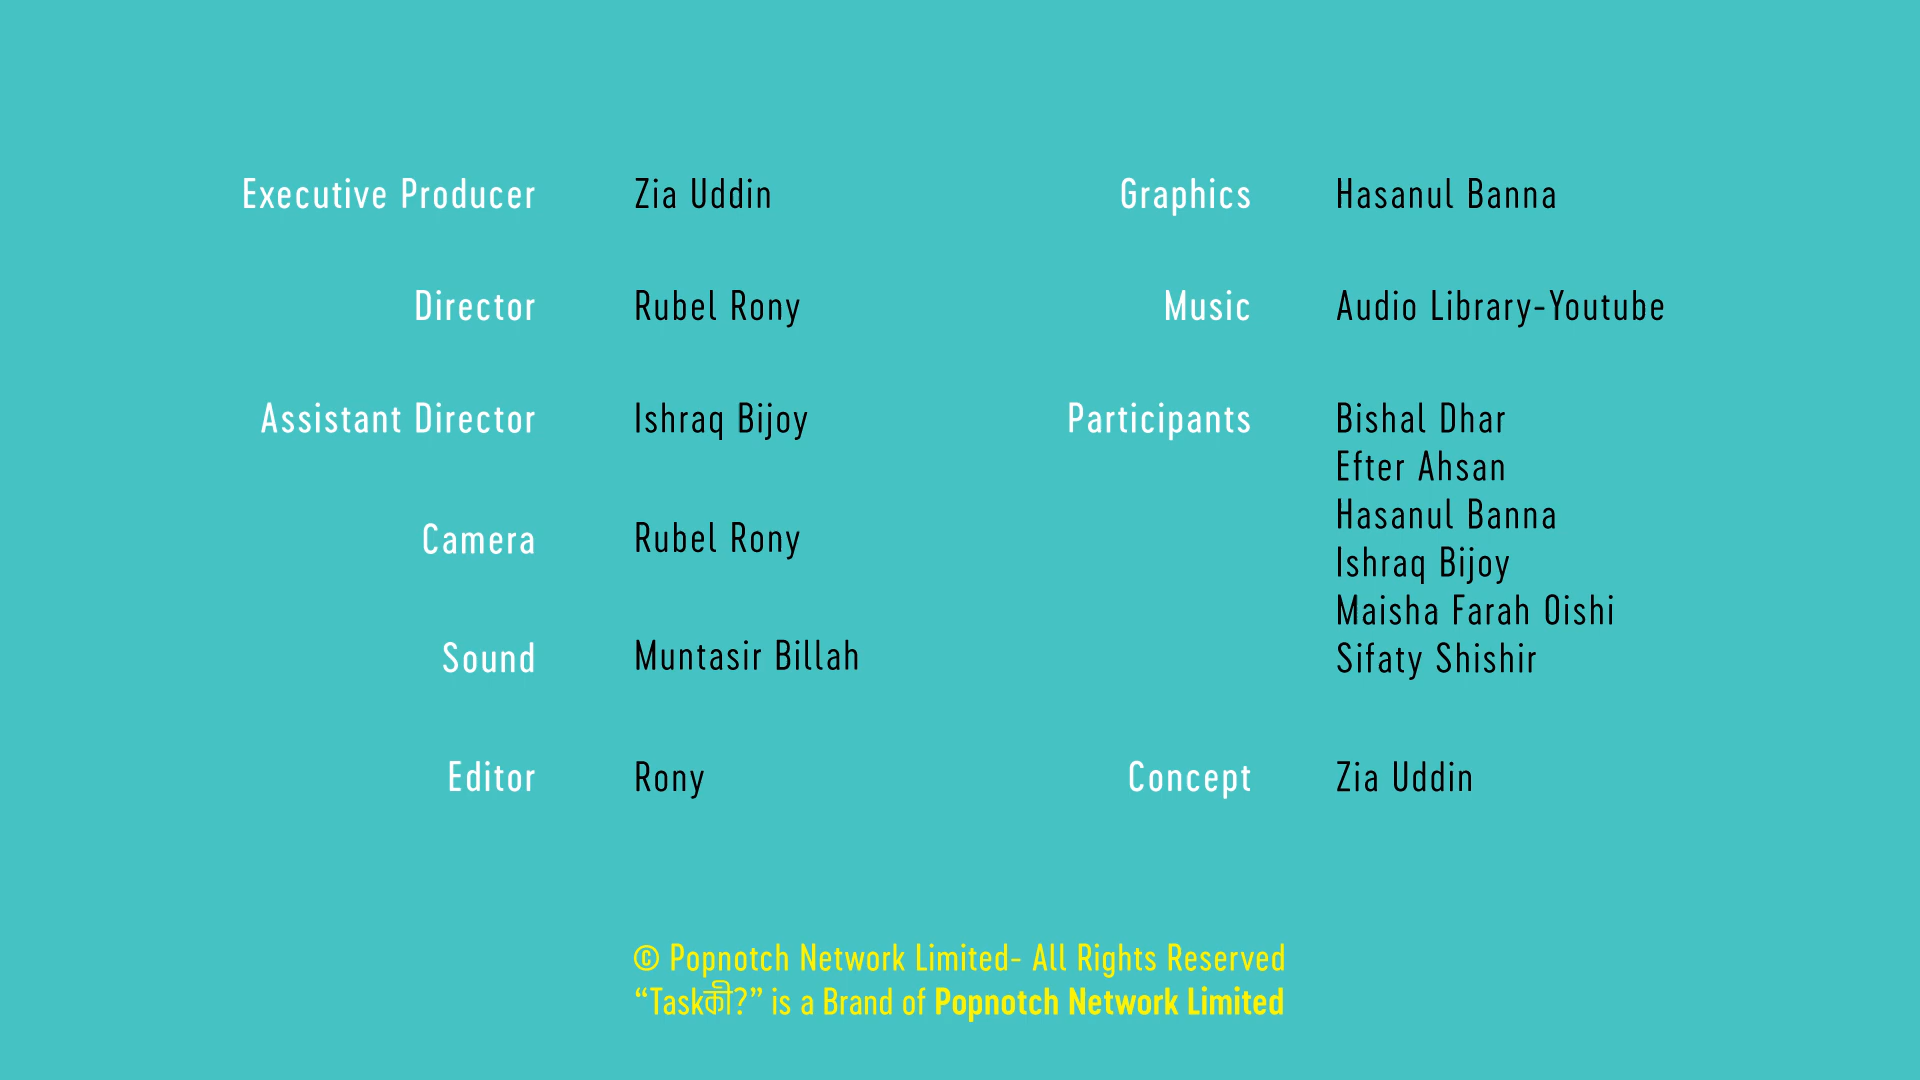 Executive Producer Zia Uddin
Director Rubel Rony
Assistant Director Ishraq Bijoy
Camera Rubel Rony
Sound Muntasir Billah
Editor Rony
Graphics Hasanul Banna
Music Audio Library-Youtube
Participants Bishal Dhar
Efter Ahsan
Hasanul Banna
Ishraq Bijoy
Maisha Farah Oishi
Sifaty Shishir
Concept Zia Uddin
© Popnotch Network Limited- All Rights Reserved
“Taskকী?” is a Brand of Popnotch Network Limited